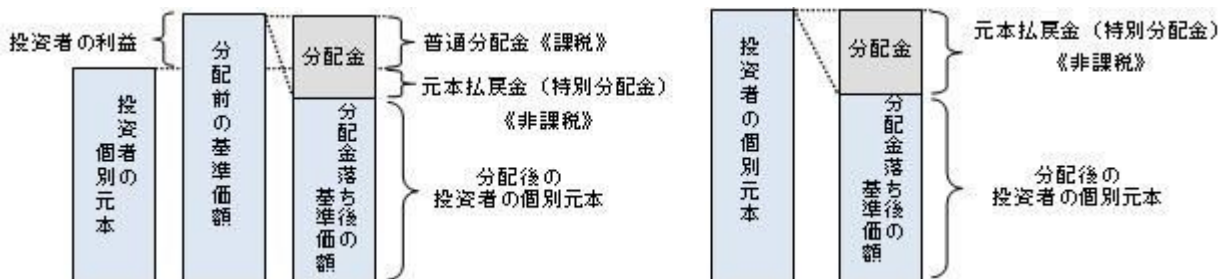 投資者の利益
投資者の
個別元本
分配前の基準価額
分配金
分配金落ち後の
基準価額
普通分配金《課税》
元本払戻金（特別分配金）
《非課税》
分配後の
投資者の個別元本
投資者の個別元本
分配金
分配金落ち後の
基準価額
元本払戻金（特別分配金）
《非課税》
分配後の
投資者の個別元本